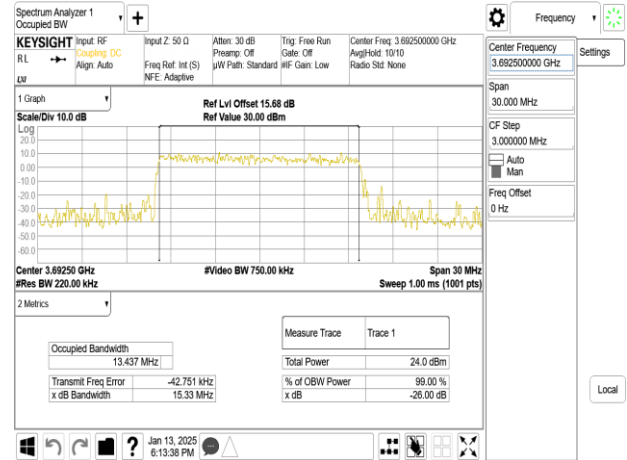 Spectrum Analyzer 1
Occupied BW
Frequency
KEYSIGHT
RL
LXI
Input: RF
Coupling: DC
Align: Auto
Input Z: 50 Ω
Freq Ref: Int (S)
NFE: Adaptive
Atten: 30 dB
Preamp: Off
µW Path: Standard
Trig: Free Run
Gate: Off
#IF Gain: Low
Center Freq: 3.692500000 GHz
Avg|Hold: 10/10
Radio Std: None
Center Frequency
3.692500000 GHz
Settings
Span
30.000 MHz
CF Step
3.000000 MHz
Auto
Man
Freq Offset
0 Hz
Local
1 Graph
Scale/Div 10.0 dB
Ref Lvl Offset 15.68 dB
Ref Value 30.00 dBm
Log
20.0
10.0
0.00
-10.0
-20.0
-30.0
-40.0
-50.0
-60.0
Center 3.69250 GHz
#Video BW 750.00 kHz
Span 30 MHz
#Res BW 220.00 kHz
Sweep 1.00 ms (1001 pts)
2 Metrics
Measure Trace
Trace 1
Occupied Bandwidth
13.437 MHz
Total Power
24.0 dBm
Transmit Freq Error
-42.751 kHz
% of OBW Power
99.00 %
x dB Bandwidth
15.33 MHz
x dB
-26.00 dB
?
Jan 13, 2025
6:13:38 PM